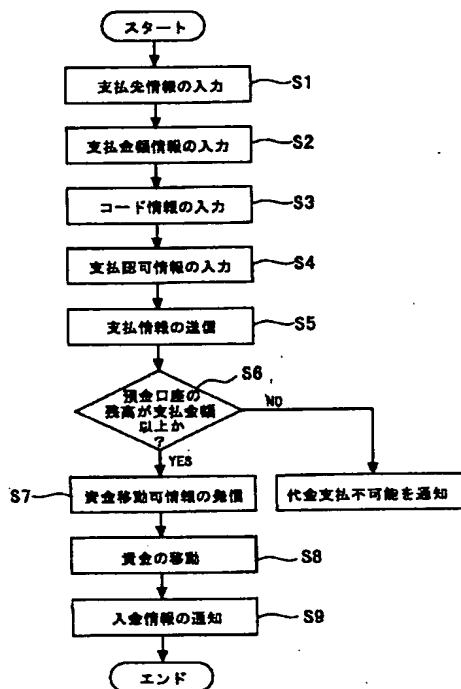 スタート
支払先情報の入力
S1
支払金額情報の入力
S2
コード情報の入力
S3
支払認可情報の入力
S4
支払情報の送信
S5
預金口座の
残高が支払金額
以上か
?
S6
NO
YES
S7
資金移動可情報の発信
代金支払不可能を通知
資金の移動
S8
入金情報の通知
S9
エンド